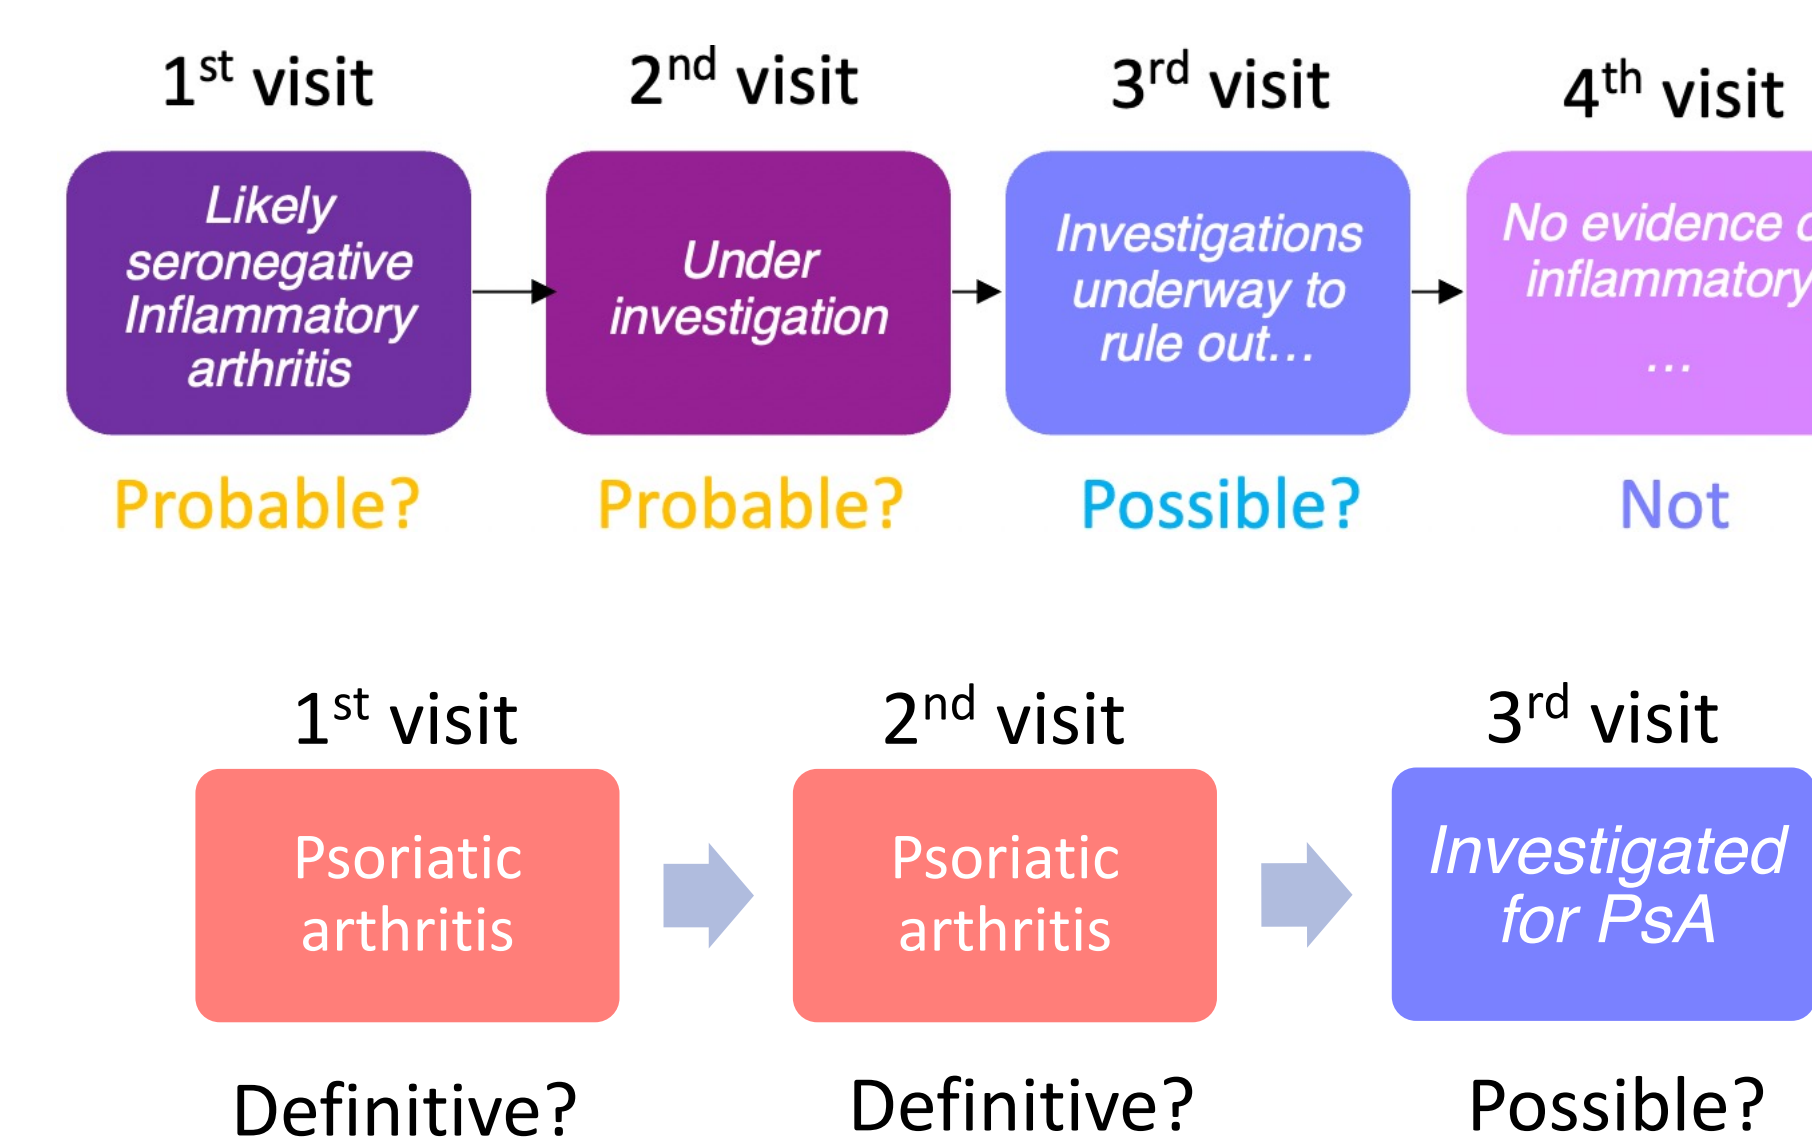 1st visit 2nd visit 3rd visit 4th visit
Likely
seronegative
Inflammatory
arthritis
Under
investigation
Investigations
underway to
rule out...
No evidence
inflammatory
...
Probable? Probable? Possible? Not
1st visit 2nd visit 3rd visit
Psoriatic
arthritis
Psoriatic
arthritis
Investigated
for PsA
Definitive? Definitive? Possible?